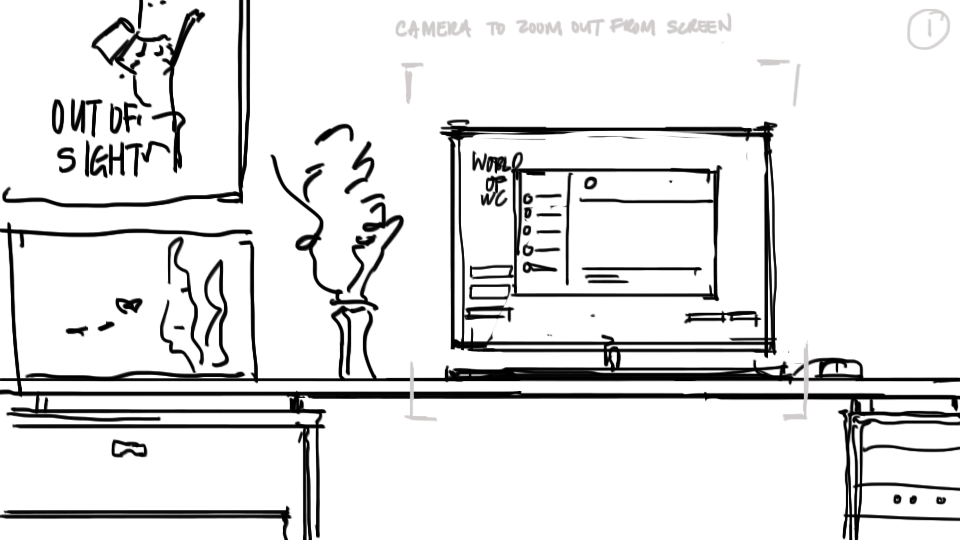 CAMERA TO ZOOM OUT FROM SCREEN
1
OUT OF
SIGHT
WORLD
OF
WC